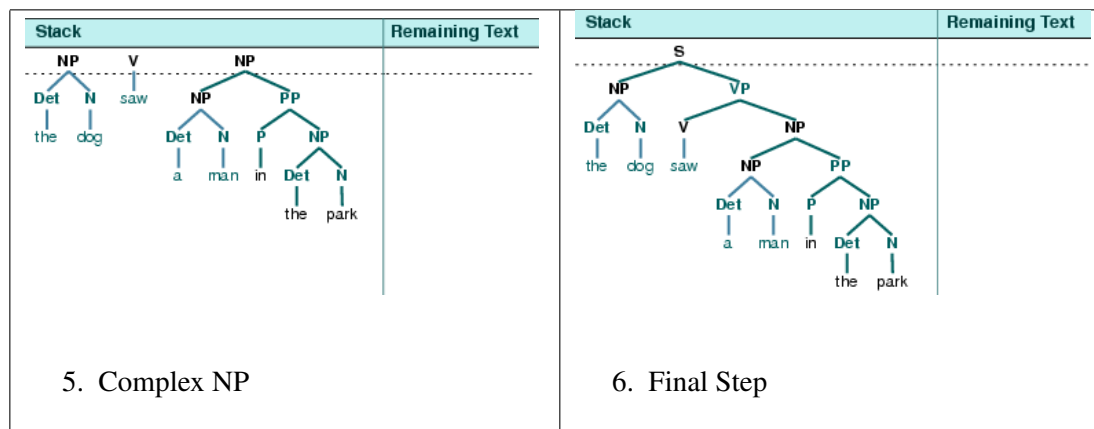 Stack Remaining Text
NP V NP
Det N saw NP PP
the dog Det N P NP
a man in Det N
the park
5. Complex NP
Stack Remaining Text
S
NP VP
Det N V NP
the dog saw NP PP
Det N P NP
a man in Det N
the park
6. Final Step